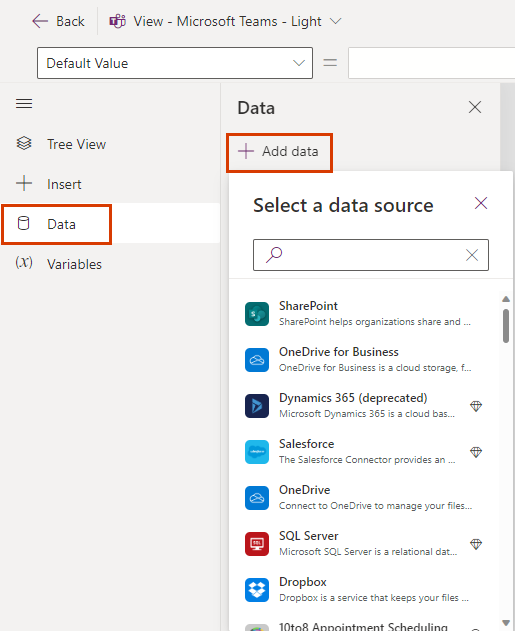 Back
View - Microsoft Teams - Light
Default Value
=
Data
Add data
Tree View
Insert
Data
(x) Variables
Select a data source
SharePoint
SharePoint helps organizations share and ...
OneDrive for Business
OneDrive for Business is a cloud storage, f...
Dynamics 365 (deprecated)
Microsoft Dynamics 365 is a cloud bas...
Salesforce
The Salesforce Connector provides an ...
OneDrive
Connect to OneDrive to manage your files...
SQL Server
Microsoft SQL Server is a relational dat...
Dropbox
Dropbox is a service that keeps your files ...
10to8 Appointment Scheduling